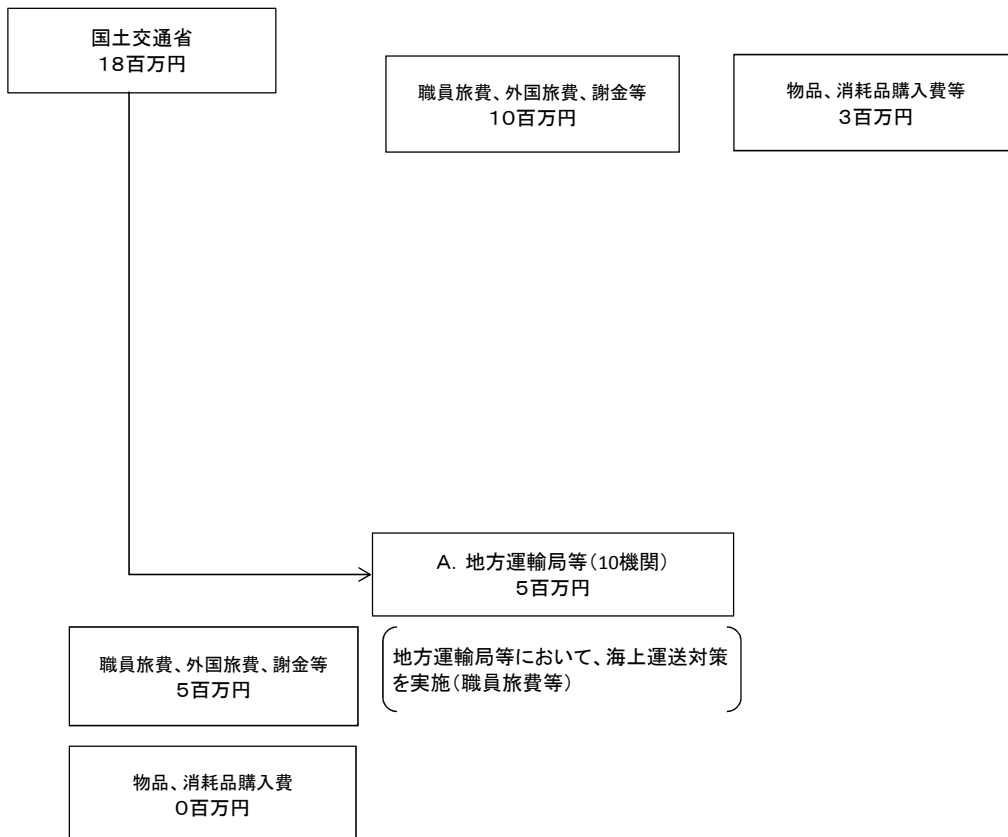 国土交通省
18百万円
職員旅費、外国旅費、謝金等
10百万円
物品、消耗品購入費等
3百万円
A. 地方運輸局等(10機関)
5百万円
地方運輸局等において、海上運送対策
を実施(職員旅費等)
職員旅費、外国旅費、謝金等
5百万円
物品、消耗品購入費
0百万円